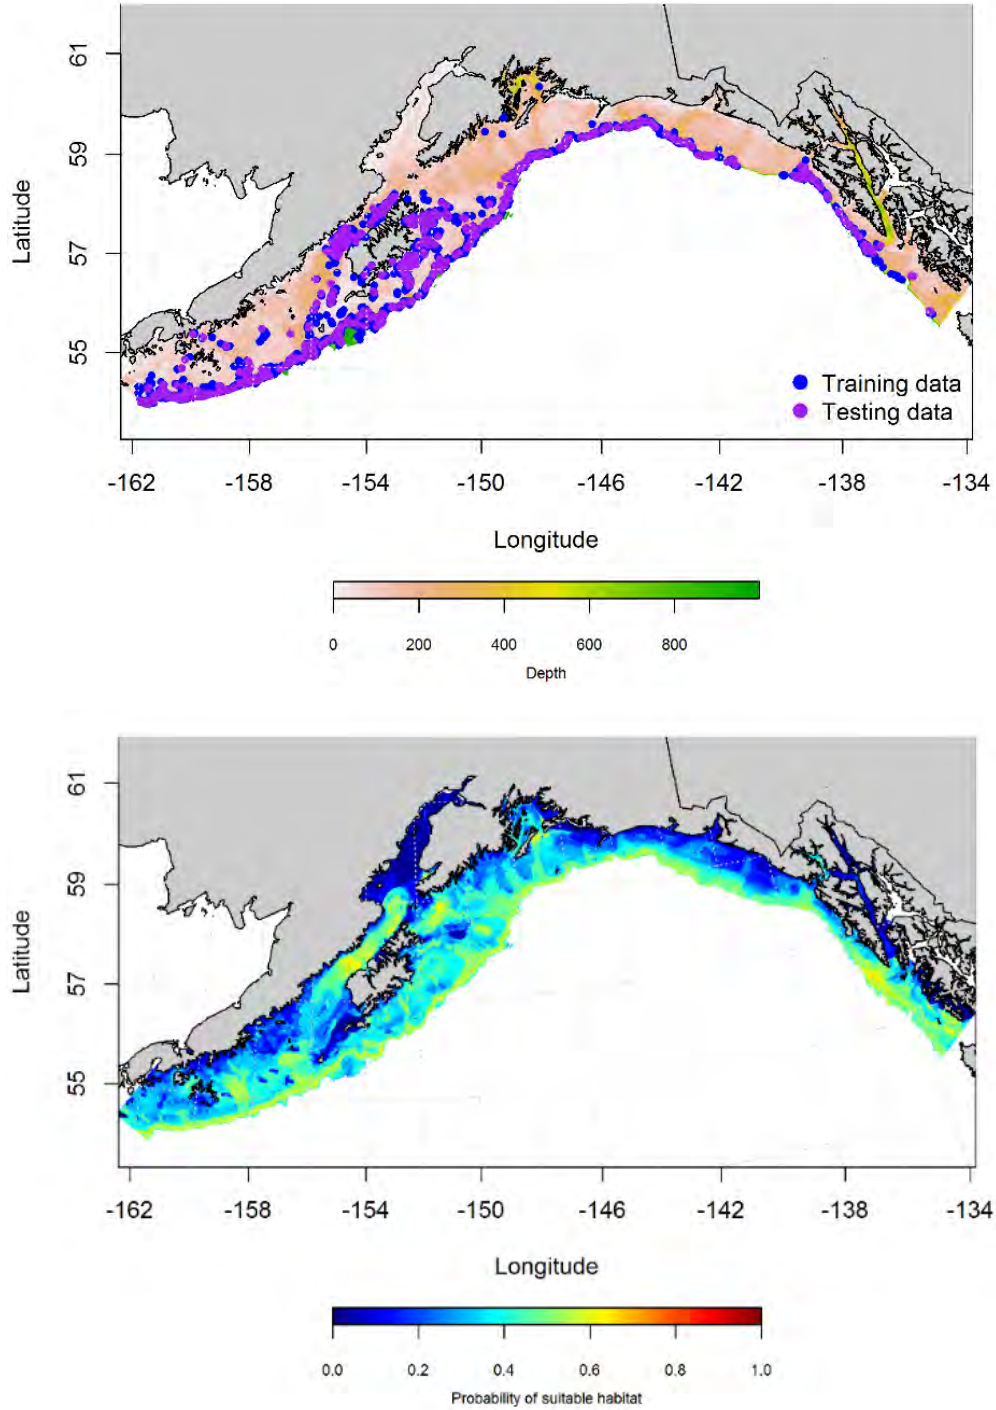 61
59
57
55
Latitude
Training data
Testing data
-162 -158 -154 -150 -146 -142 -138 -134
Longitude
0 200 400 600 800
Depth
61
59
57
55
Latitude
-162 -158 -154 -150 -146 -142 -138 -134
Longitude
0.0 0.2 0.4 0.6 0.8 1.0
Probability of suitable habitat